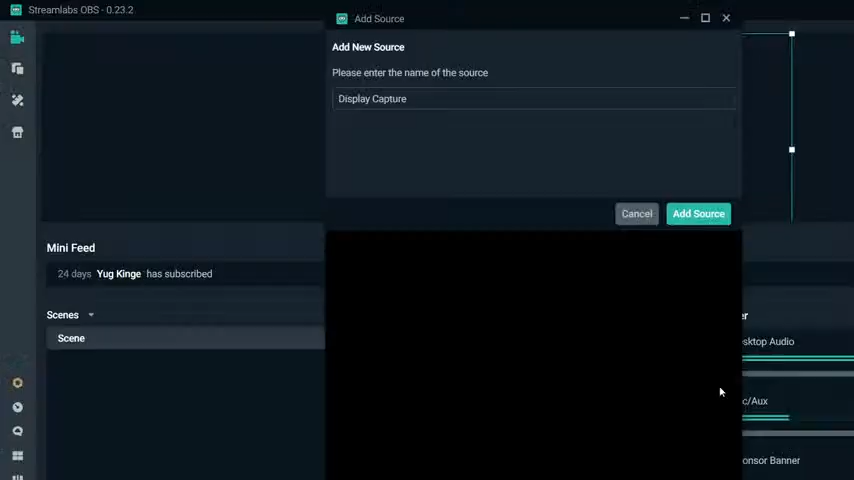 Streamlabs OBS - 0.23.2
Add Source
Add New Source
Please enter the name of the source
Display Capture
Cancel
Add Source
Mini Feed
24 days Yug Kinge has subscribed
Scenes
Scene
er
sktop Audio
c/Aux
onsor Banner